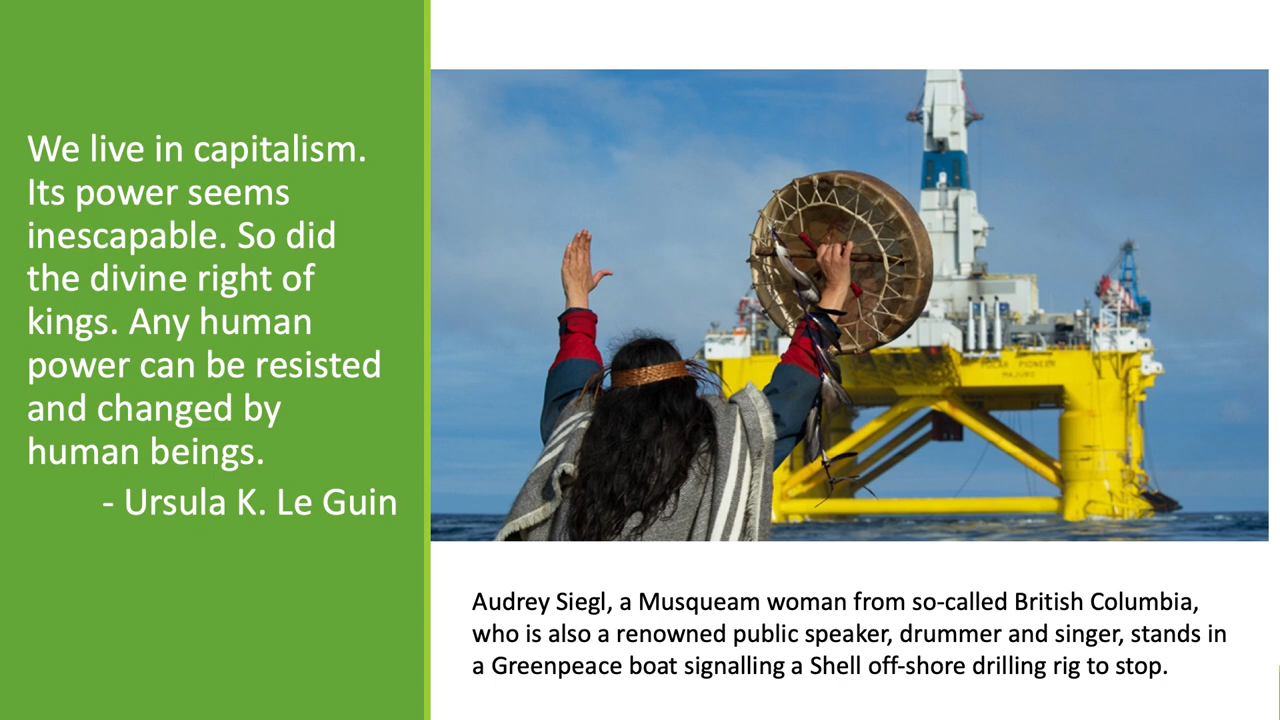 We live in capitalism.
Its power seems
inescapable. So did
the divine right of
kings. Any human
power can be resisted
and changed by
human beings.
- Ursula K. Le Guin
POLAR PIONEER
MAJURO
Audrey Siegl, a Musqueam woman from so-called British Columbia,
who is also a renowned public speaker, drummer and singer, stands in
a Greenpeace boat signalling a Shell off-shore drilling rig to stop.